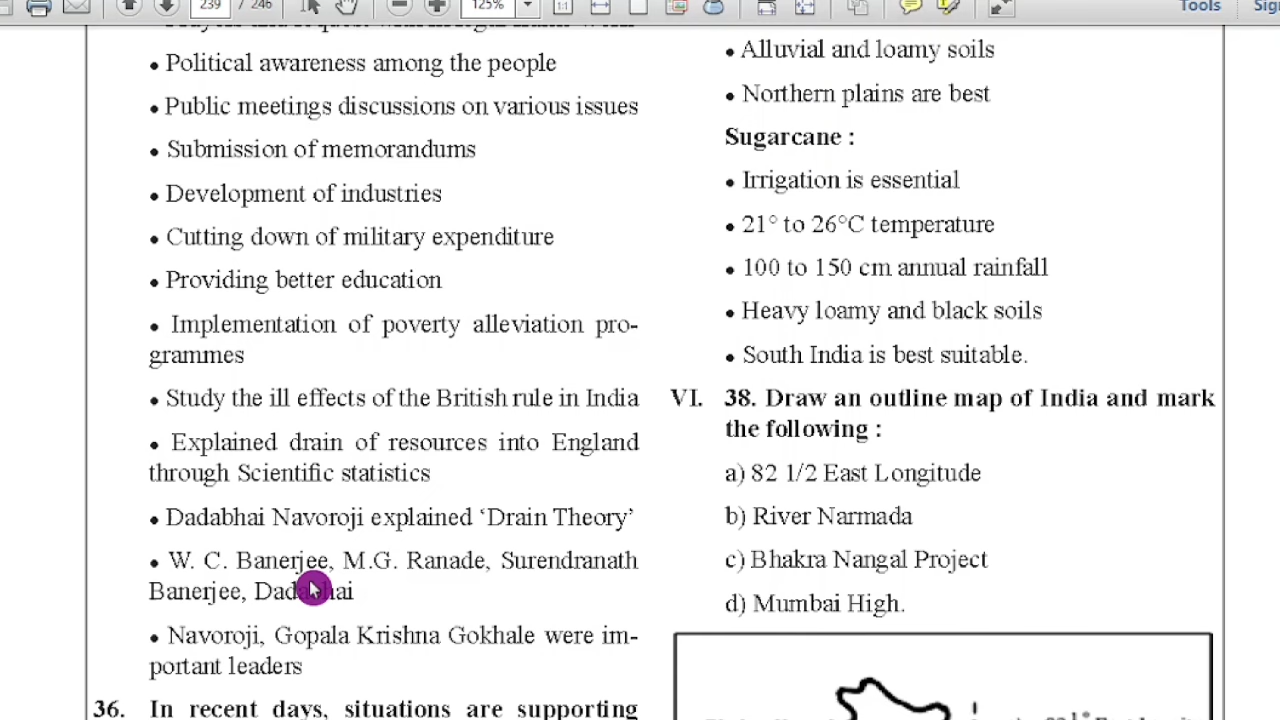 239 / 246
125%
Tools
• Political awareness among the people
• Public meetings discussions on various issues
• Submission of memorandums
• Development of industries
• Cutting down of military expenditure
• Providing better education
• Implementation of poverty alleviation pro-
grammes
• Study the ill effects of the British rule in India
• Explained drain of resources into England
through Scientific statistics
• Dadabhai Navoroji explained ‘Drain Theory’
• W. C. Banerjee, M.G. Ranade, Surendranath
Banerjee, Dadabhai
• Navoroji, Gopala Krishna Gokhale were im-
portant leaders
36. In recent days, situations are supporting
• Alluvial and loamy soils
• Northern plains are best
Sugarcane :
• Irrigation is essential
• 21° to 26°C temperature
• 100 to 150 cm annual rainfall
• Heavy loamy and black soils
• South India is best suitable.
VI. 38. Draw an outline map of India and mark
the following :
a) 82 1/2 East Longitude
b) River Narmada
c) Bhakra Nangal Project
d) Mumbai High.